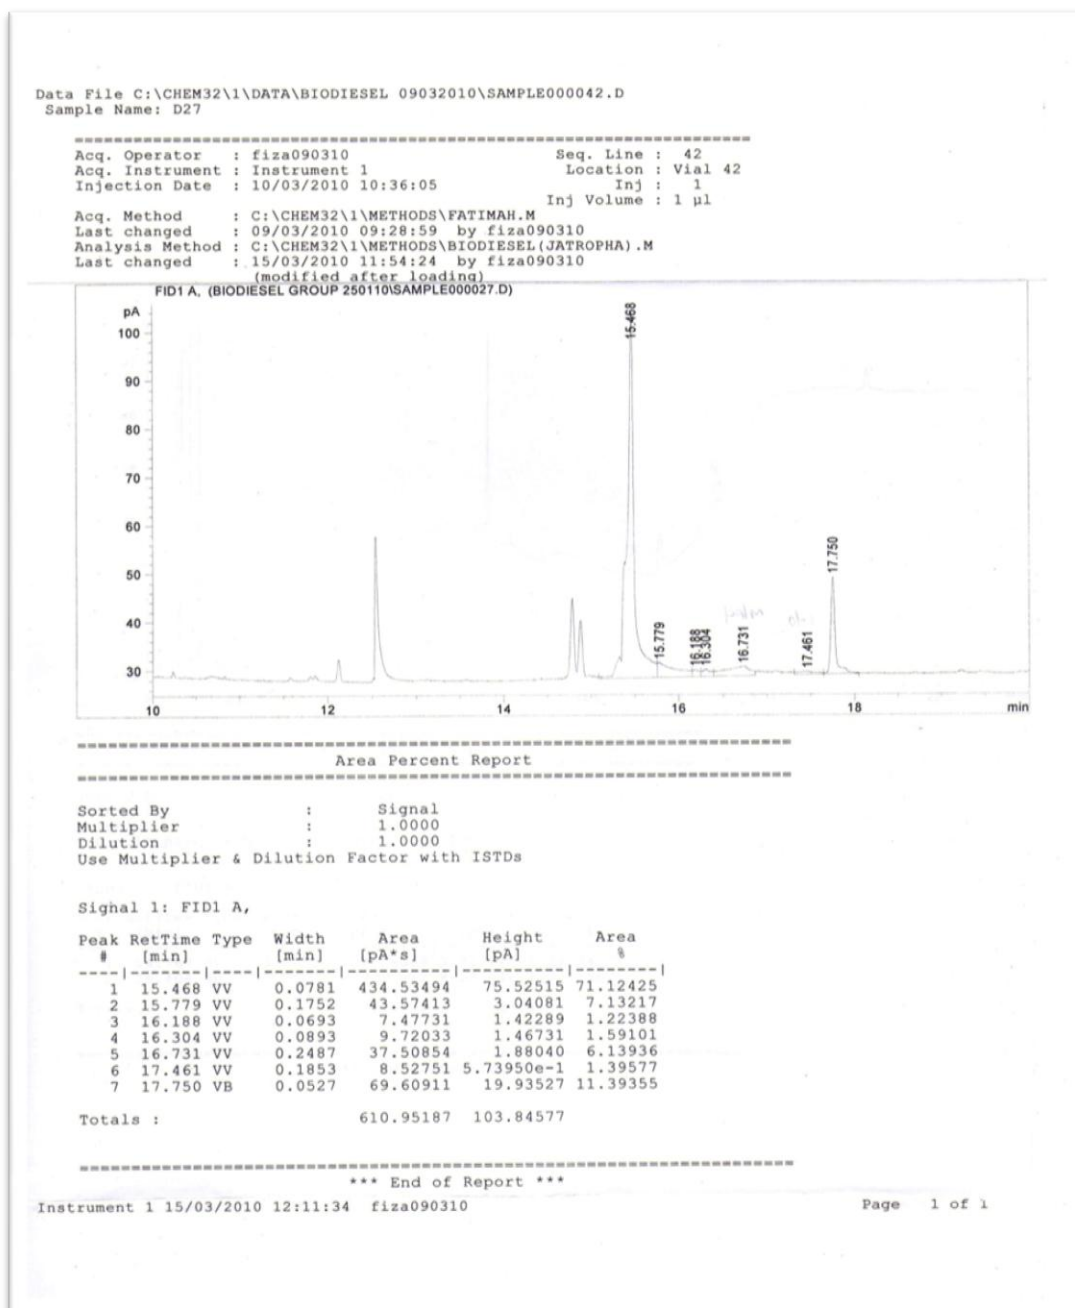 Data File C:\CHEM32\1\DATA\BIODIESEL 09032010\SAMPLE000042.D
Sample Name: D27
=====================================================================
Acq. Operator : fiza090310 Seq. Line : 42
Acq. Instrument : Instrument 1 Location : Vial 42
Injection Date : 10/03/2010 10:36:05 Inj : 1
Inj Volume : 1 µl
Acq. Method : C:\CHEM32\1\METHODS\FATIMAH.M
Last changed : 09/03/2010 09:28:59 by fiza090310
Analysis Method : C:\CHEM32\1\METHODS\BIODIESEL(JATROPHA).M
Last changed : 15/03/2010 11:54:24 by fiza090310
(modified after loading)
FID1 A, (BIODIESEL GROUP 250110\SAMPLE000027.D)
pA
100
90
80
70
60
50
40
30
15.468
15.779
16.188
16.304
16.731
17.461
17.750
10 12 14 16 18 min
=====================================================================
Area Percent Report
=====================================================================
Sorted By : Signal
Multiplier : 1.0000
Dilution : 1.0000
Use Multiplier & Dilution Factor with ISTDs
Signal 1: FID1 A,
Peak RetTime Type Width Area Height Area
# [min] [min] [pA*s] [pA] %
----|-------|----|-------|----------|----------|--------|
1 15.468 VV 0.0781 434.53494 75.52515 71.12425
2 15.779 VV 0.1752 43.57413 3.04081 7.13217
3 16.188 VV 0.0693 7.47731 1.42289 1.22388
4 16.304 VV 0.0893 9.72033 1.46731 1.59101
5 16.731 VV 0.2487 37.50854 1.88040 6.13936
6 17.461 VV 0.1853 8.52751 5.73950e-1 1.39577
7 17.750 VB 0.0527 69.60911 19.93527 11.39355
Totals : 610.95187 103.84577
=====================================================================
*** End of Report ***
Instrument 1 15/03/2010 12:11:34 fiza090310 Page 1 of 1